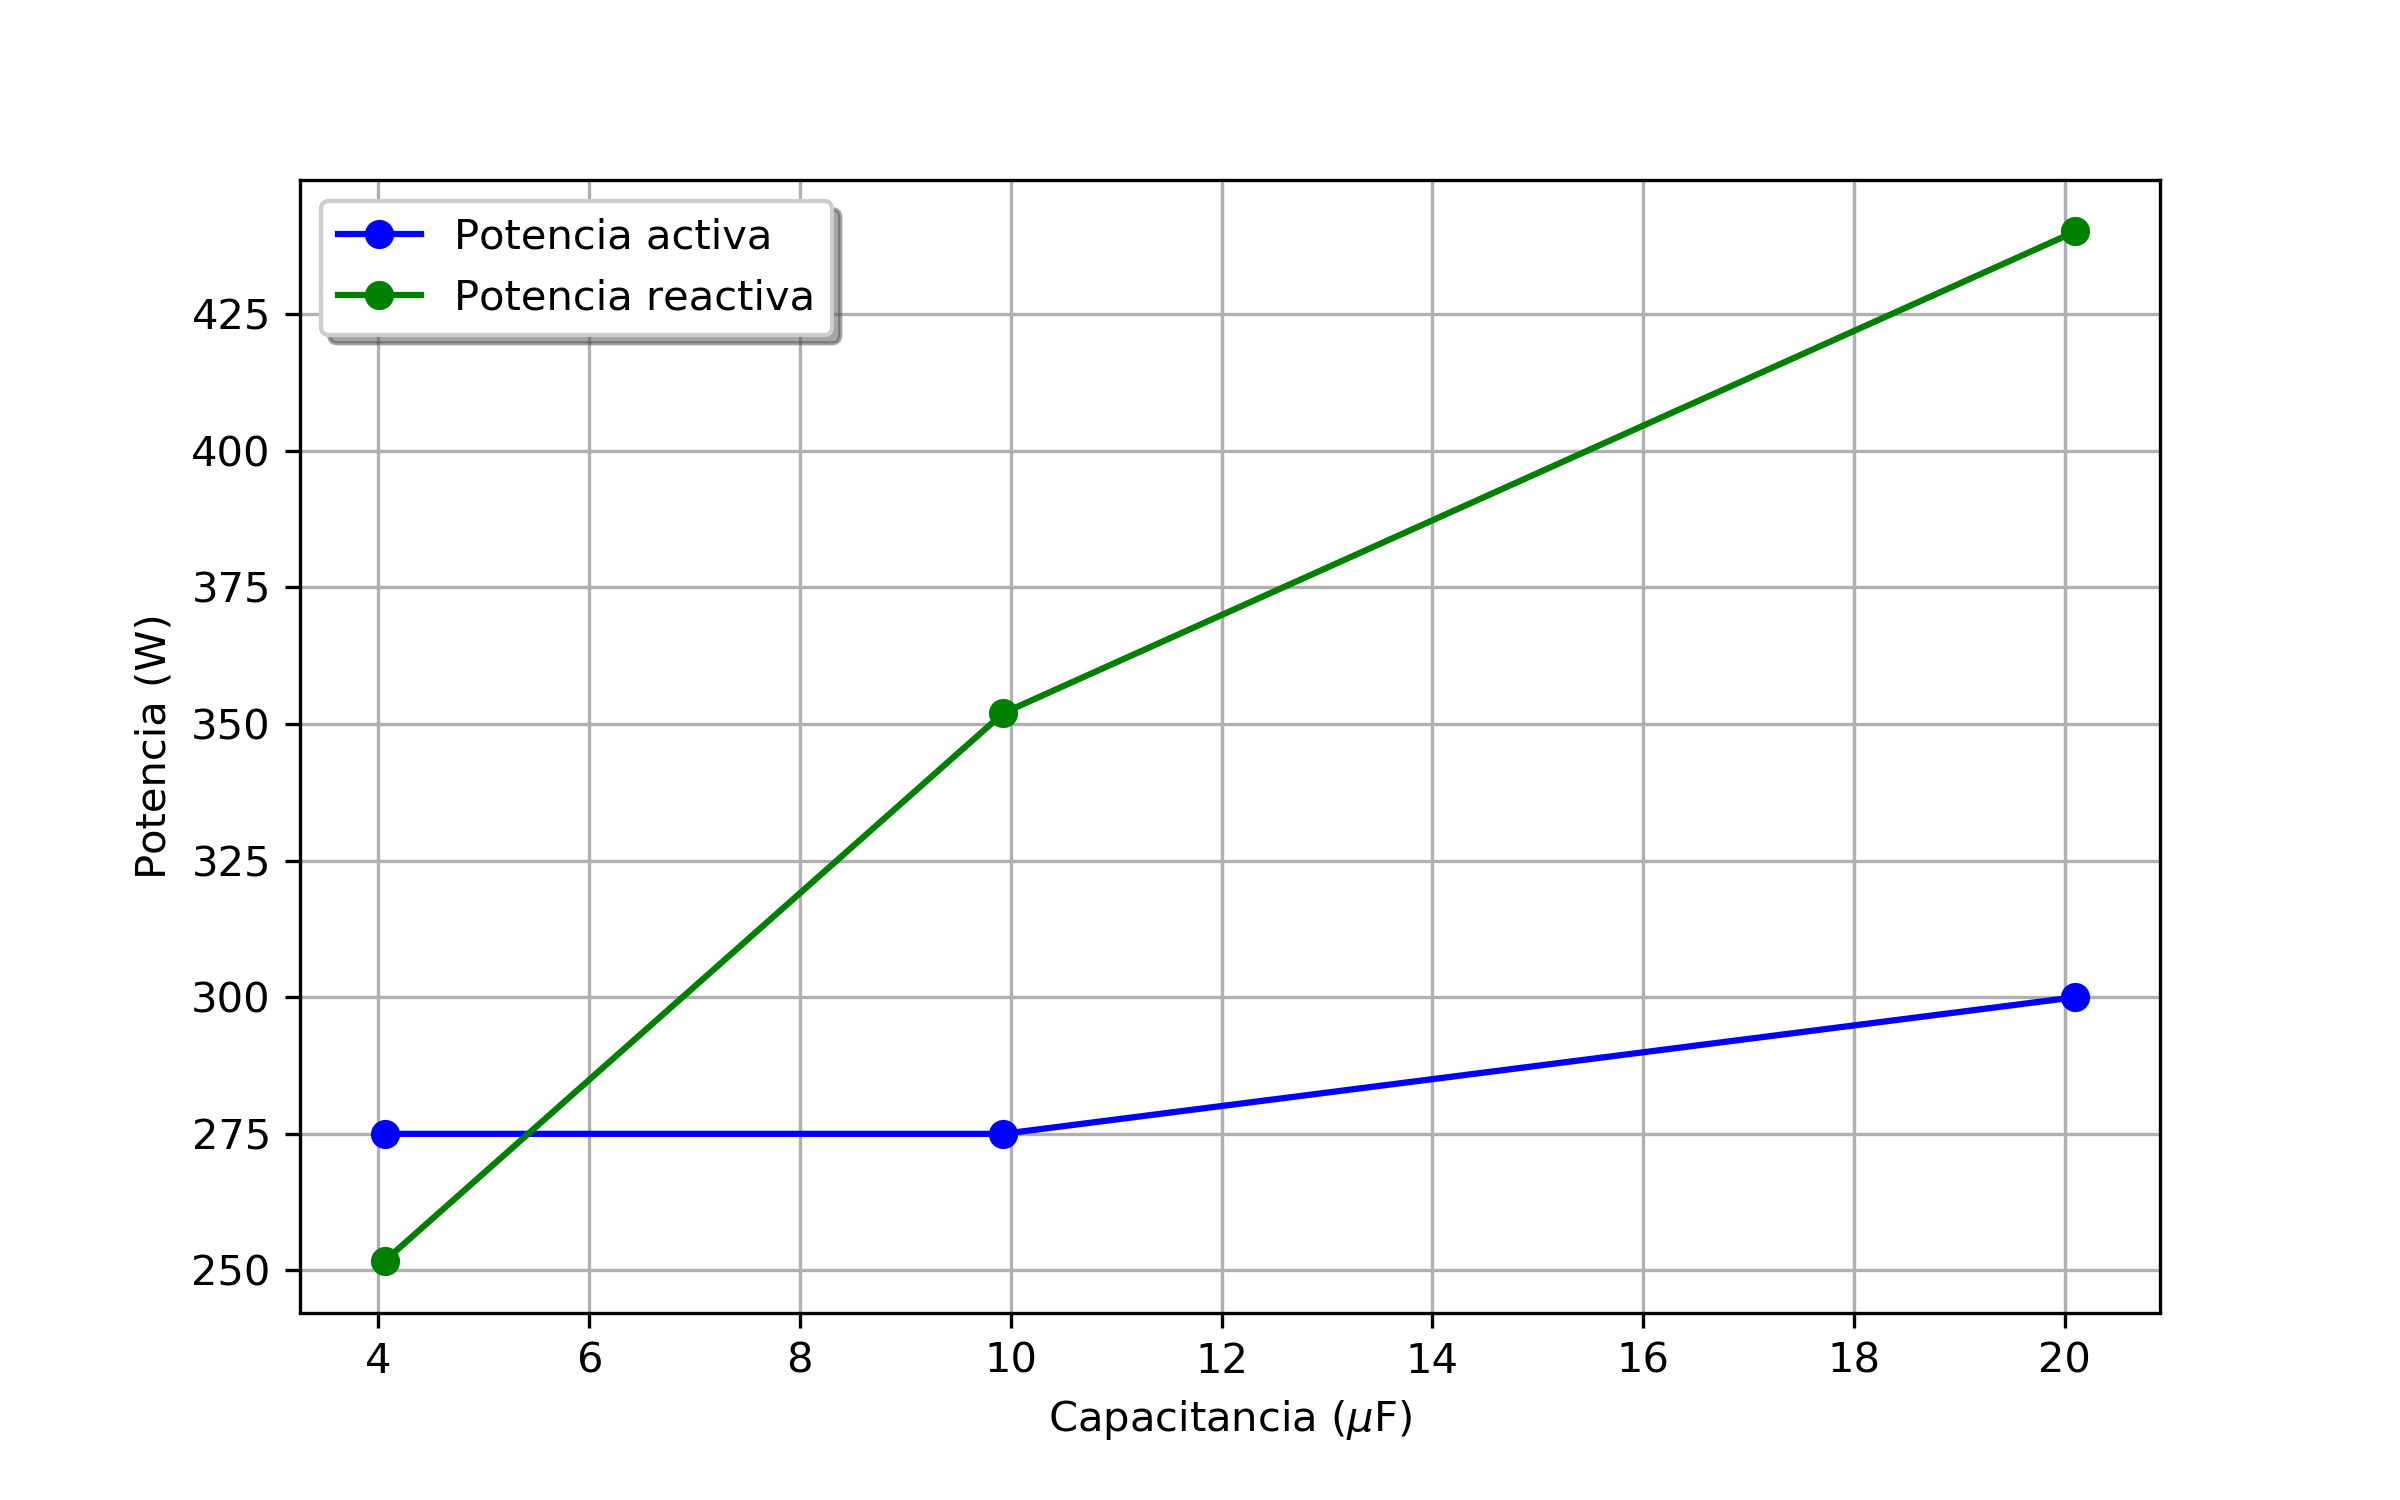 Potencia activa
Potencia reactiva
425
400
375
350
325
300
275
250
Potencia (W)
4 6 8 10 12 14 16 18 20
Capacitancia (μF)